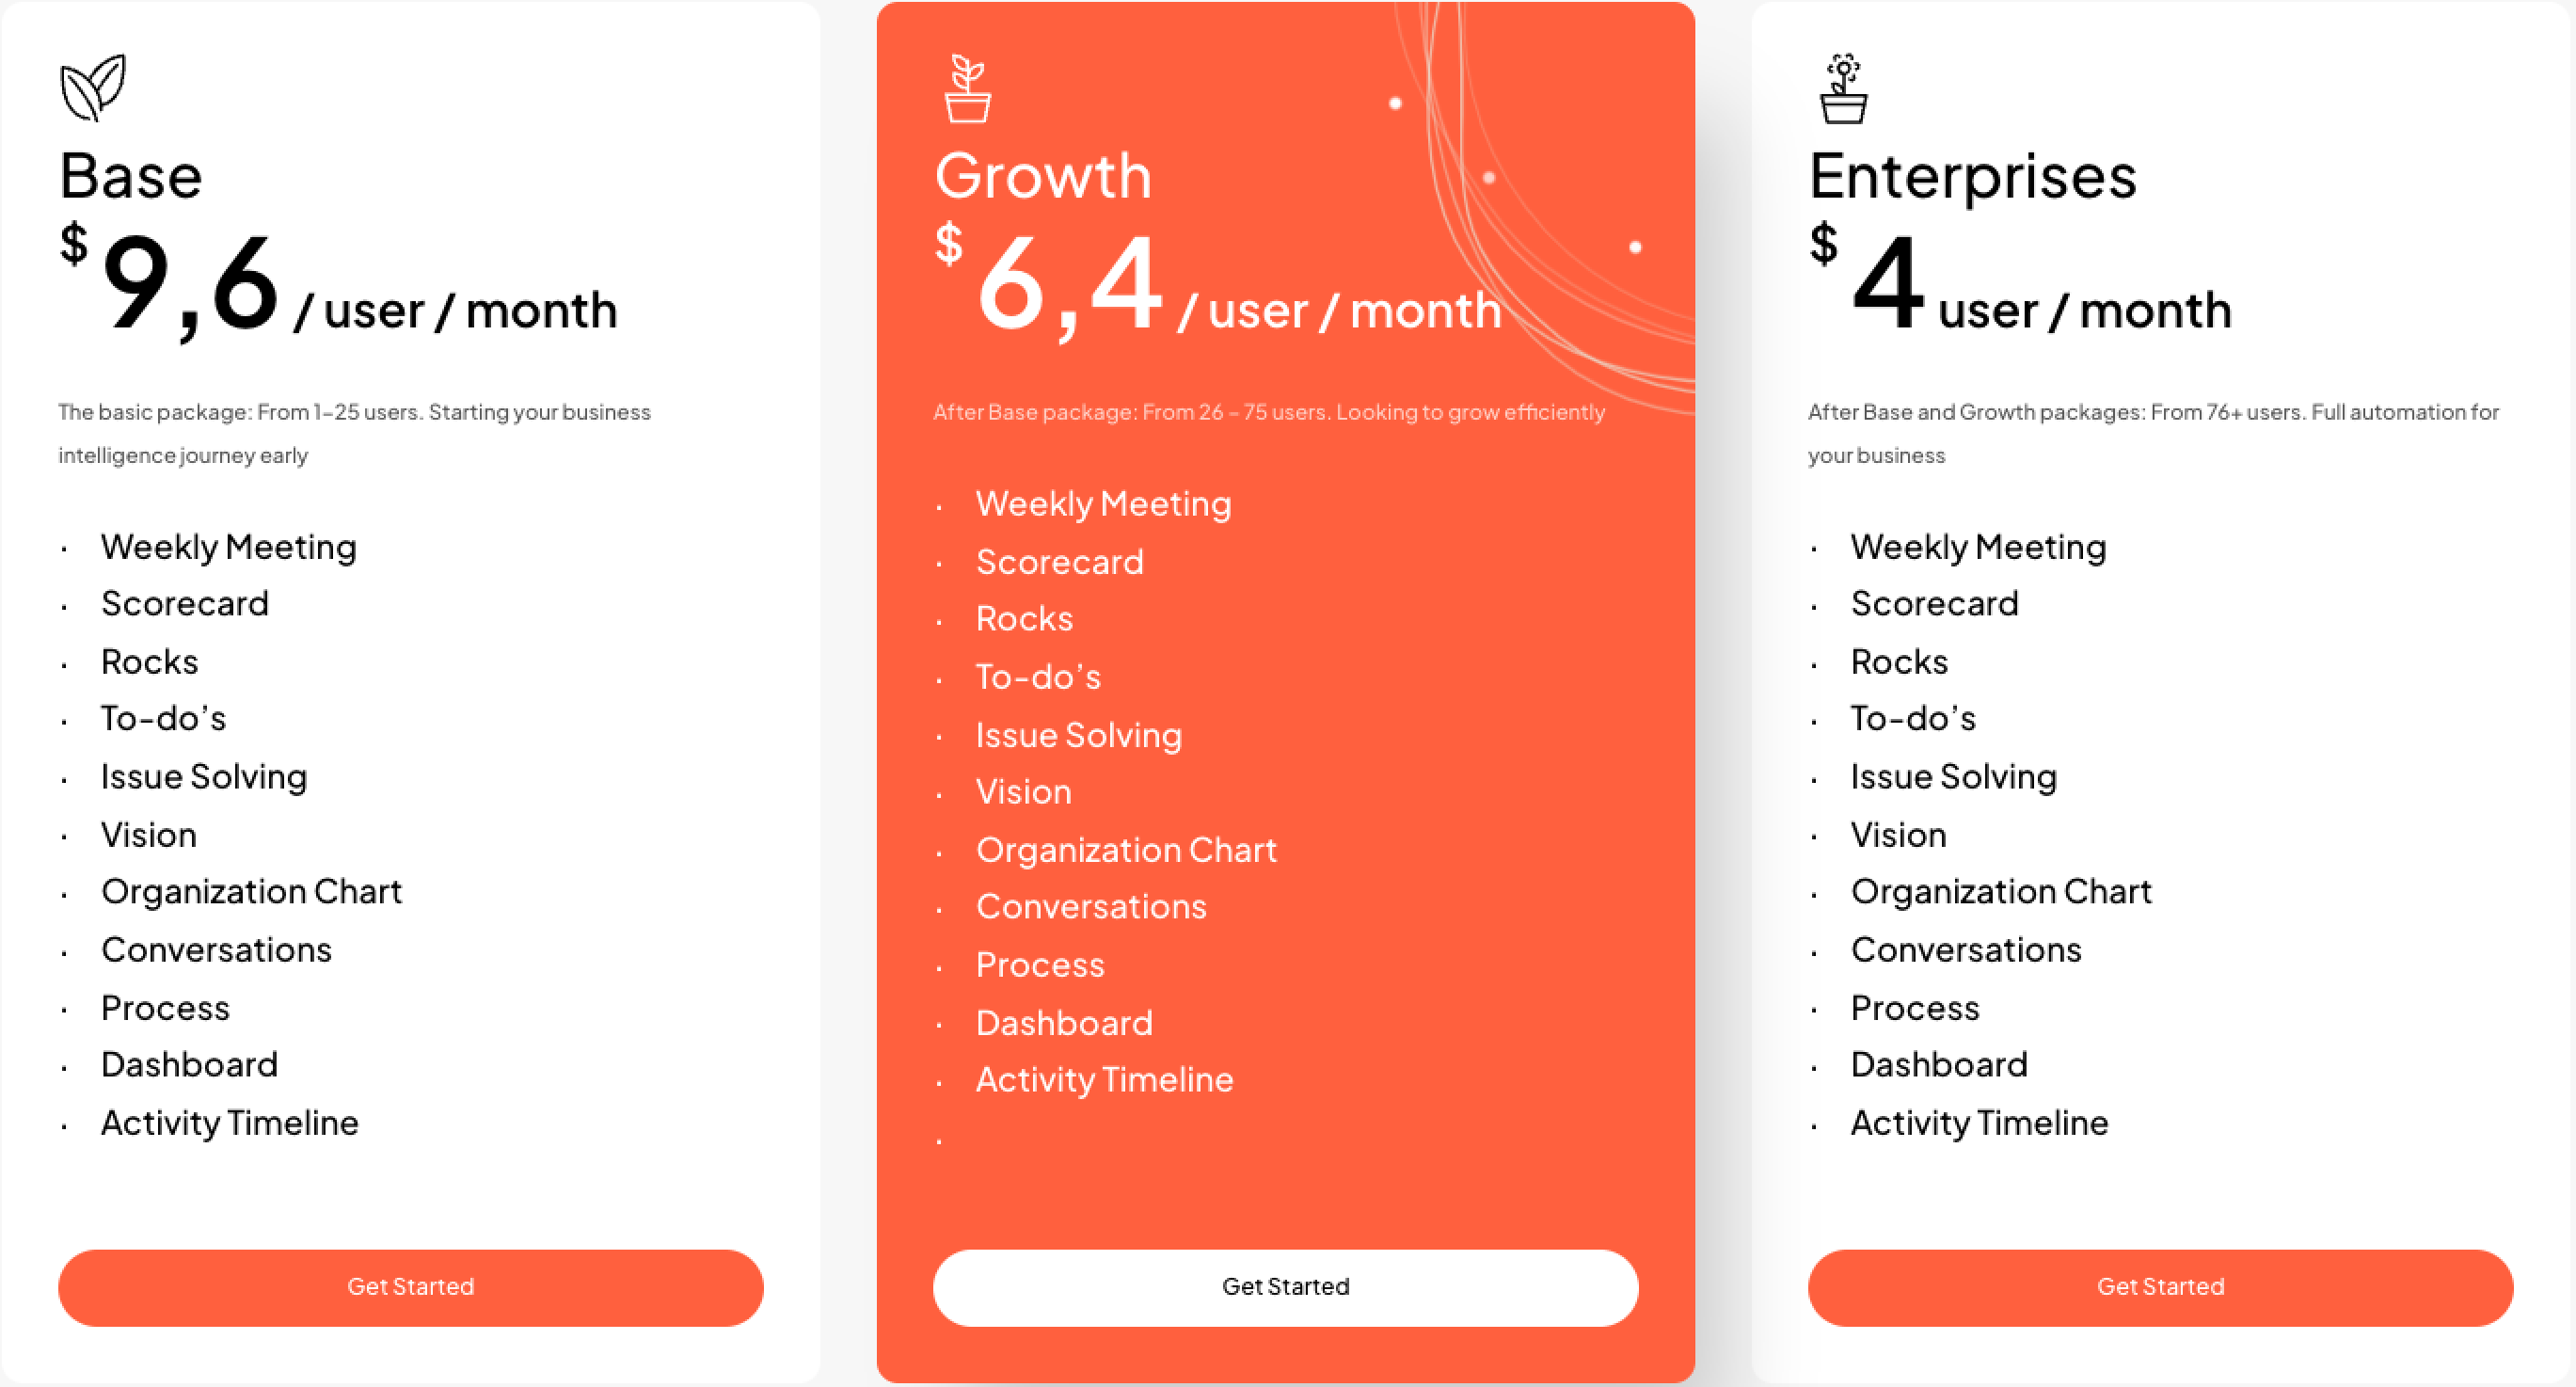 Base
$ 9,6 / user / month
The basic package: From 1-25 users. Starting your business
intelligence journey early
· Weekly Meeting
· Scorecard
· Rocks
· To-do’s
· Issue Solving
· Vision
· Organization Chart
· Conversations
· Process
· Dashboard
· Activity Timeline
Get Started
Growth
$ 6,4 / user / month
After Base package: From 26 – 75 users. Looking to grow efficiently
· Weekly Meeting
· Scorecard
· Rocks
· To-do’s
· Issue Solving
· Vision
· Organization Chart
· Conversations
· Process
· Dashboard
· Activity Timeline
·
Get Started
Enterprises
$ 4 user / month
After Base and Growth packages: From 76+ users. Full automation for
your business
· Weekly Meeting
· Scorecard
· Rocks
· To-do’s
· Issue Solving
· Vision
· Organization Chart
· Conversations
· Process
· Dashboard
· Activity Timeline
Get Started